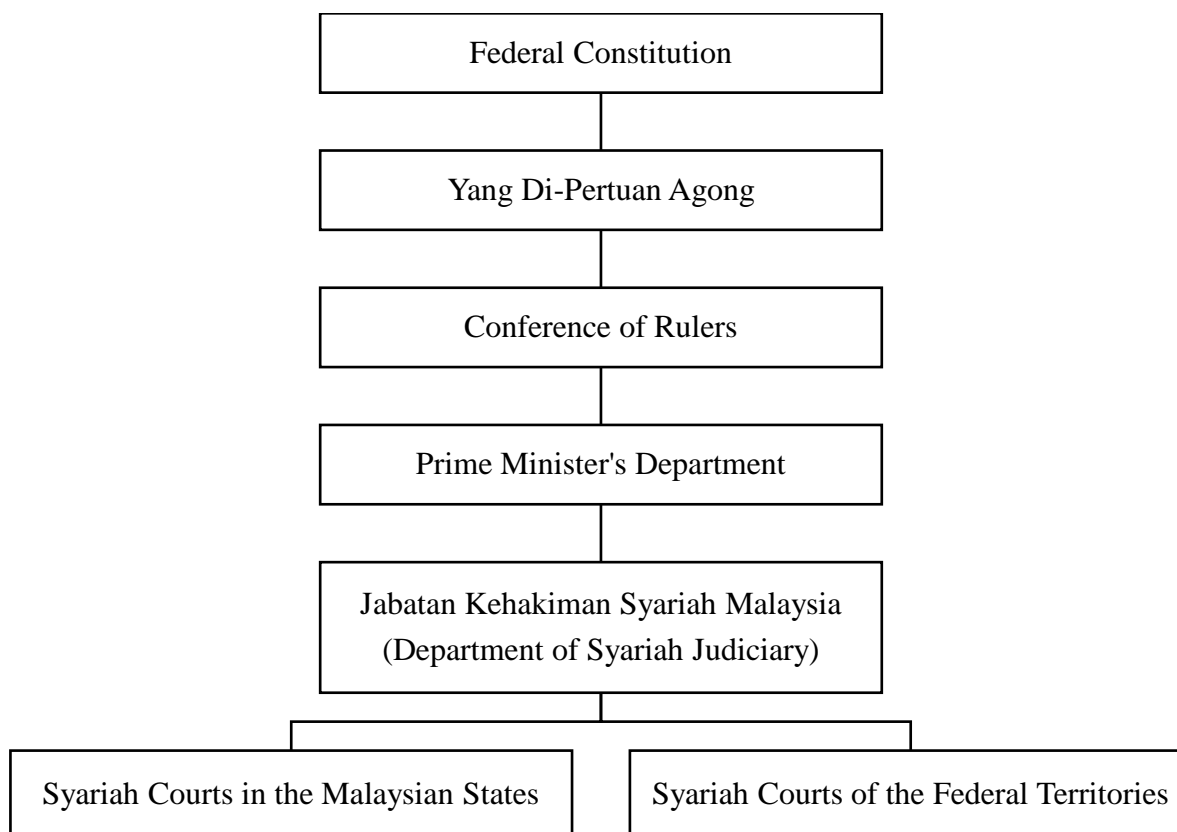 Federal Constitution
Yang Di-Pertuan Agong
Conference of Rulers
Prime Minister's Department
Jabatan Kehakiman Syariah Malaysia
(Department of Syariah Judiciary)
Syariah Courts in the Malaysian States
Syariah Courts of the Federal Territories